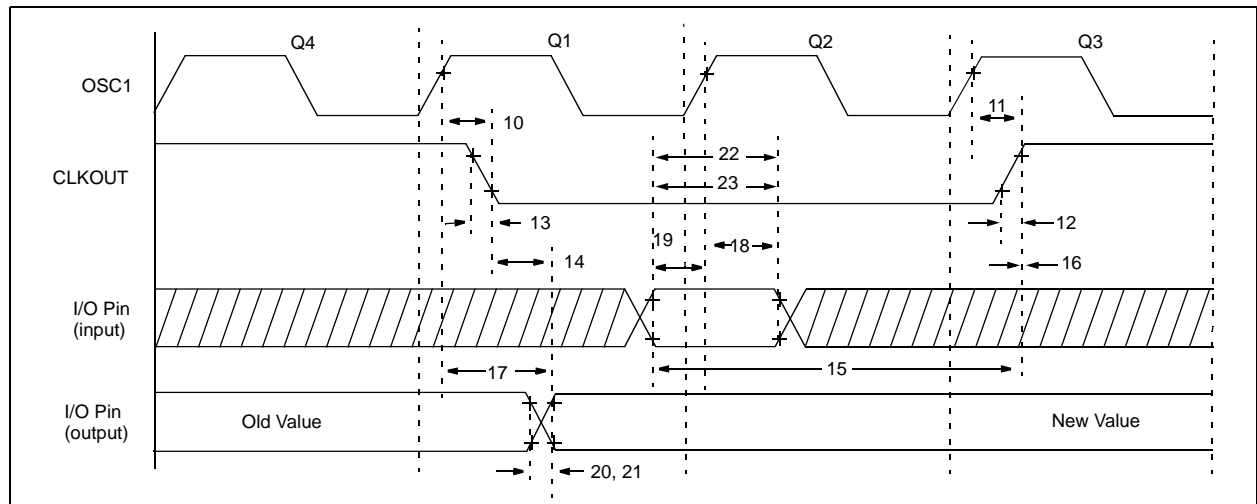 Q4
Q1
Q2
Q3
OSC1
10
11
22
CLKOUT
23
13
12
19
18
14
16
I/O Pin
(input)
17
15
I/O Pin
(output)
Old Value
New Value
20, 21